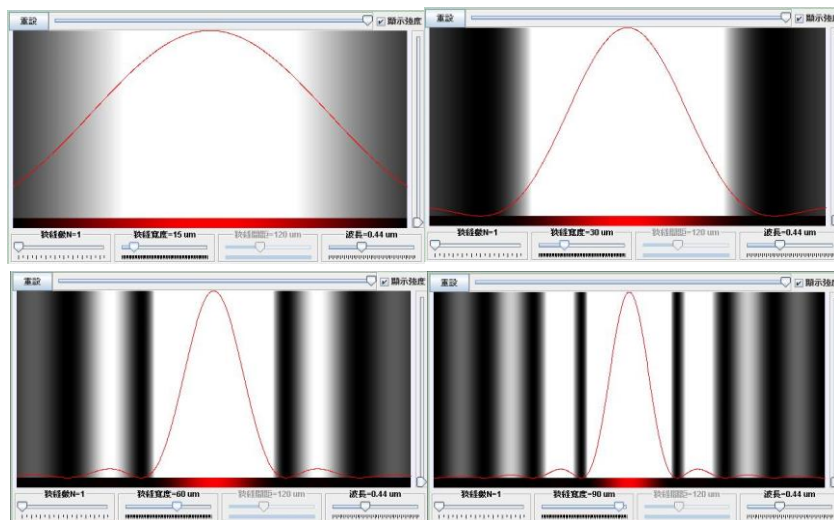 重設 顯示強度
狹縫數N=1 狹縫寬度=15 um 狹縫間距=120 um 波長=0.44 um
重設 顯示強度
狹縫數N=1 狹縫寬度=30 um 狹縫間距=120 um 波長=0.44 um
重設 顯示強度
狹縫數N=1 狹縫寬度=60 um 狹縫間距=120 um 波長=0.44 um
重設 顯示強度
狹縫數N=1 狹縫寬度=90 um 狹縫間距=120 um 波長=0.44 um